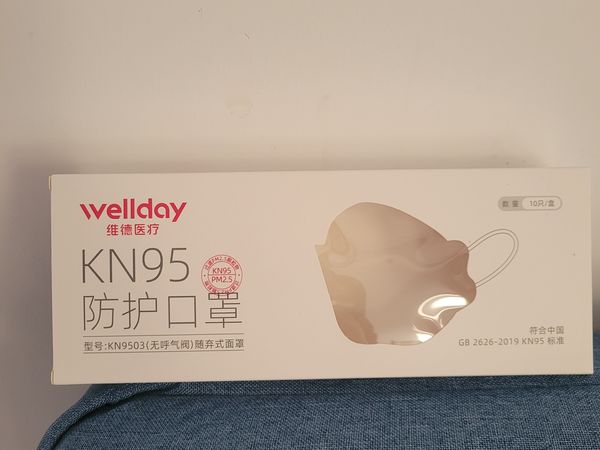 wellday
维德医疗
数量 10只/盒
KN95
KN95
PM2.5
防护口罩
型号:KN9503(无呼气阀)随弃式面罩
符合中国
GB 2626-2019 KN95 标准